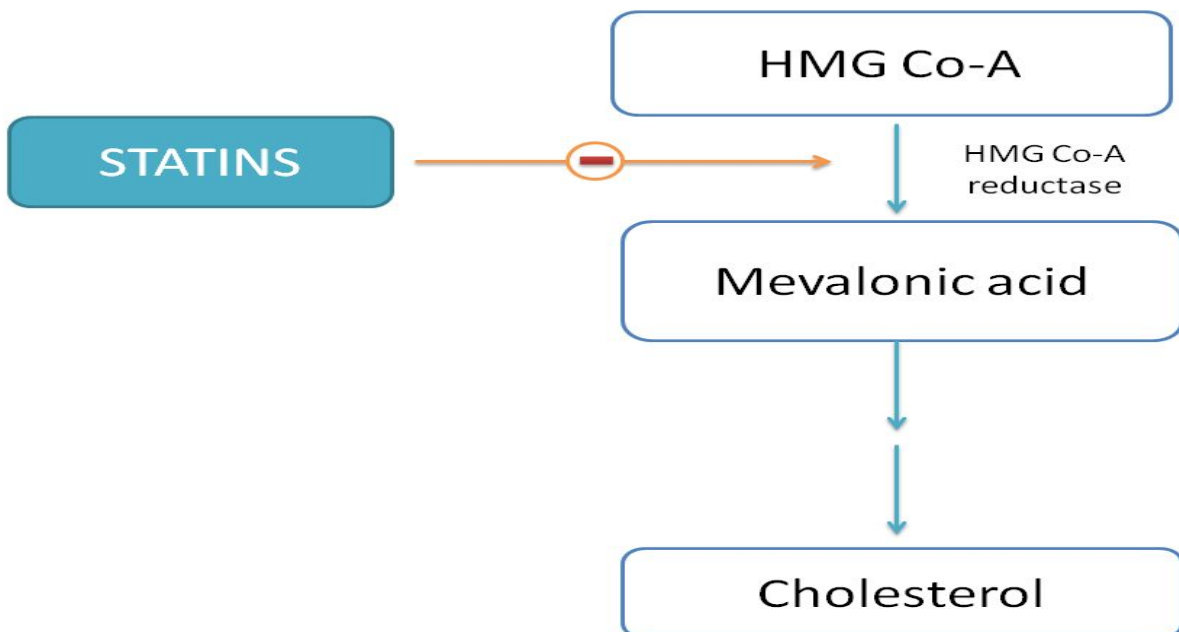 HMG Co-A
STATINS
HMG Co-A
reductase
Mevalonic acid
Cholesterol